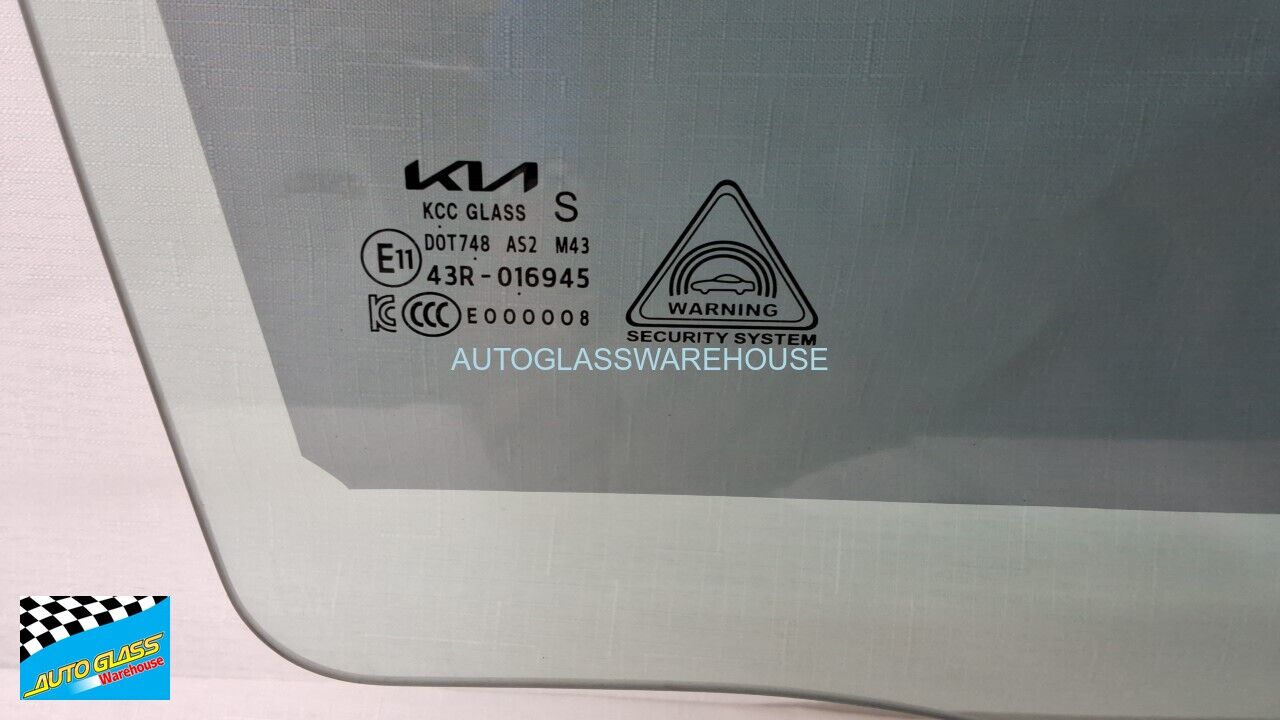 KIA
KCC GLASS S
E11
DOT748 AS2 M43
43R-016945
KC CCC E000008
WARNING
SECURITY SYSTEM
AUTOGLASSWAREHOUSE
AUTO GLASS
Warehouse